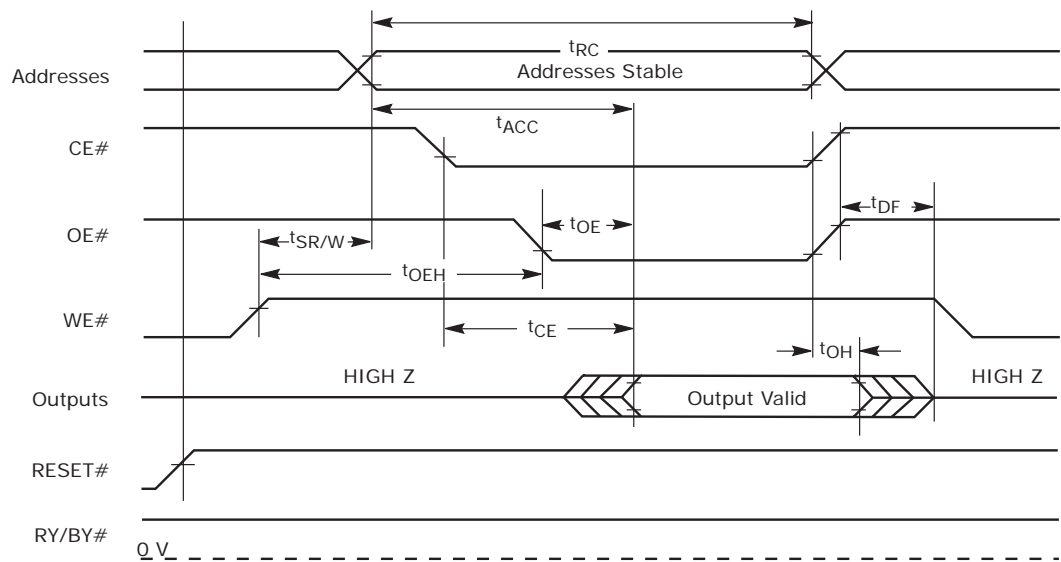 tRC
Addresses
Addresses Stable
tACC
CE#
tDF
OE#
tOE
tSR/W
tOEH
WE#
tCE
tOH
HIGH Z
HIGH Z
Outputs
Output Valid
RESET#
RY/BY#
0 V